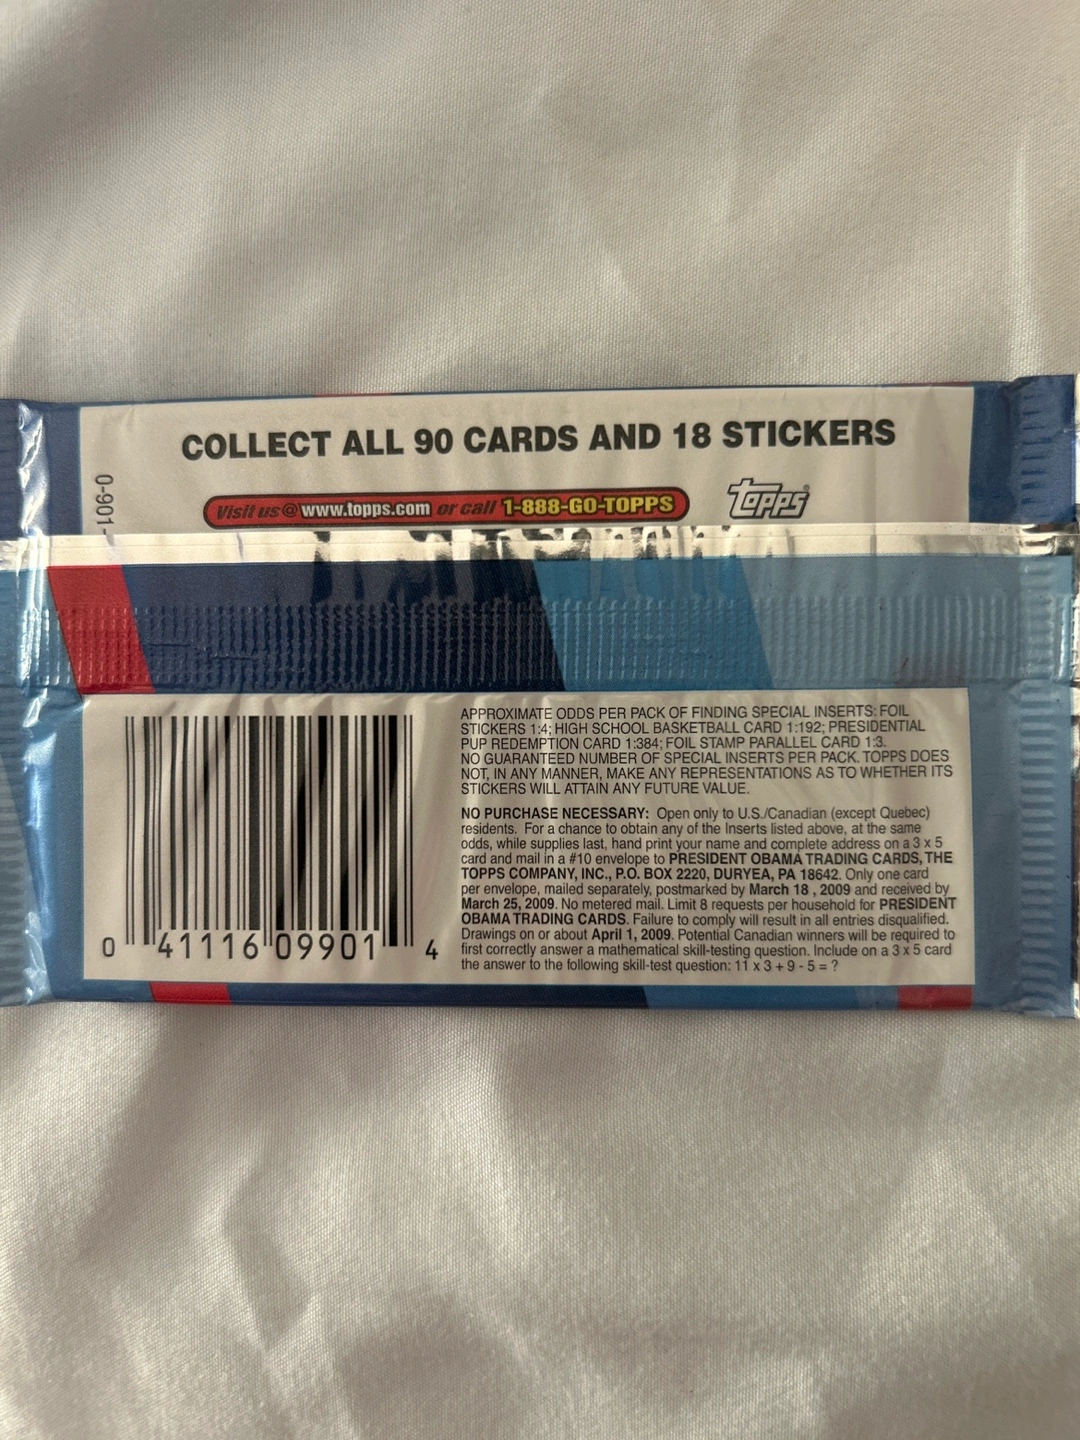 COLLECT ALL 90 CARDS AND 18 STICKERS
0-901-
Visit us@ www.topps.com or call 1-888-GO-TOPPS
Topps®
APPROXIMATE ODDS PER PACK OF FINDING SPECIAL INSERTS: FOIL
STICKERS 1:4; HIGH SCHOOL BASKETBALL CARD 1:192; PRESIDENTIAL
PUP REDEMPTION CARD 1:384; FOIL STAMP PARALLEL CARD 1:3.
NO GUARANTEED NUMBER OF SPECIAL INSERTS PER PACK. TOPPS DOES
NOT, IN ANY MANNER, MAKE ANY REPRESENTATIONS AS TO WHETHER ITS
STICKERS WILL ATTAIN ANY FUTURE VALUE.
NO PURCHASE NECESSARY: Open only to U.S./Canadian (except Quebec)
residents. For a chance to obtain any of the Inserts listed above, at the same
odds, while supplies last, hand print your name and complete address on a 3 x 5
card and mail in a #10 envelope to PRESIDENT OBAMA TRADING CARDS, THE
TOPPS COMPANY, INC., P.O. BOX 2220, DURYEA, PA 18642. Only one card
per envelope, mailed separately, postmarked by March 18 , 2009 and received by
March 25, 2009. No metered mail. Limit 8 requests per household for PRESIDENT
OBAMA TRADING CARDS. Failure to comply will result in all entries disqualified.
Drawings on or about April 1, 2009. Potential Canadian winners will be required to
first correctly answer a mathematical skill-testing question. Include on a 3 x 5 card
the answer to the following skill-test question: 11 x 3 + 9 - 5 = ?
0 41116 09901 4